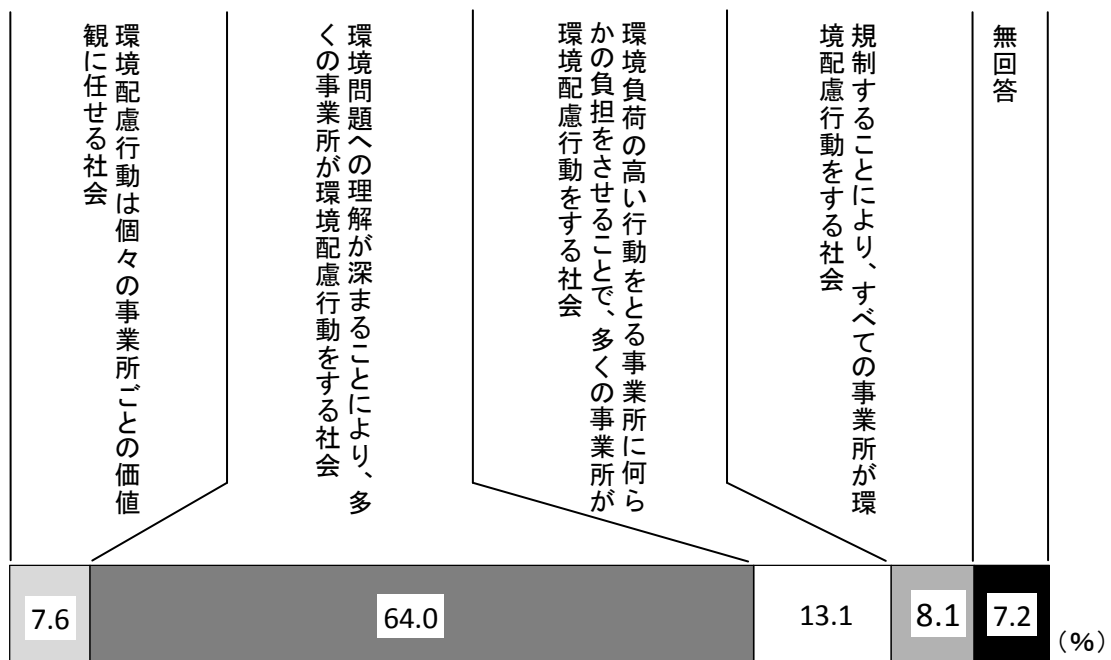 環境配慮行動は個々の事業所ごとの価値
観に任せる社会
環境問題への理解が深まることにより、多
くの事業所が環境配慮行動をする社会
環境負荷の高い行動をとる事業所に何ら
かの負担をさせることで、多くの事業所が
環境配慮行動をする社会
規制することにより、すべての事業所が環
境配慮行動をする社会
無回答
7.6
64.0
13.1
8.1
7.2
(%)